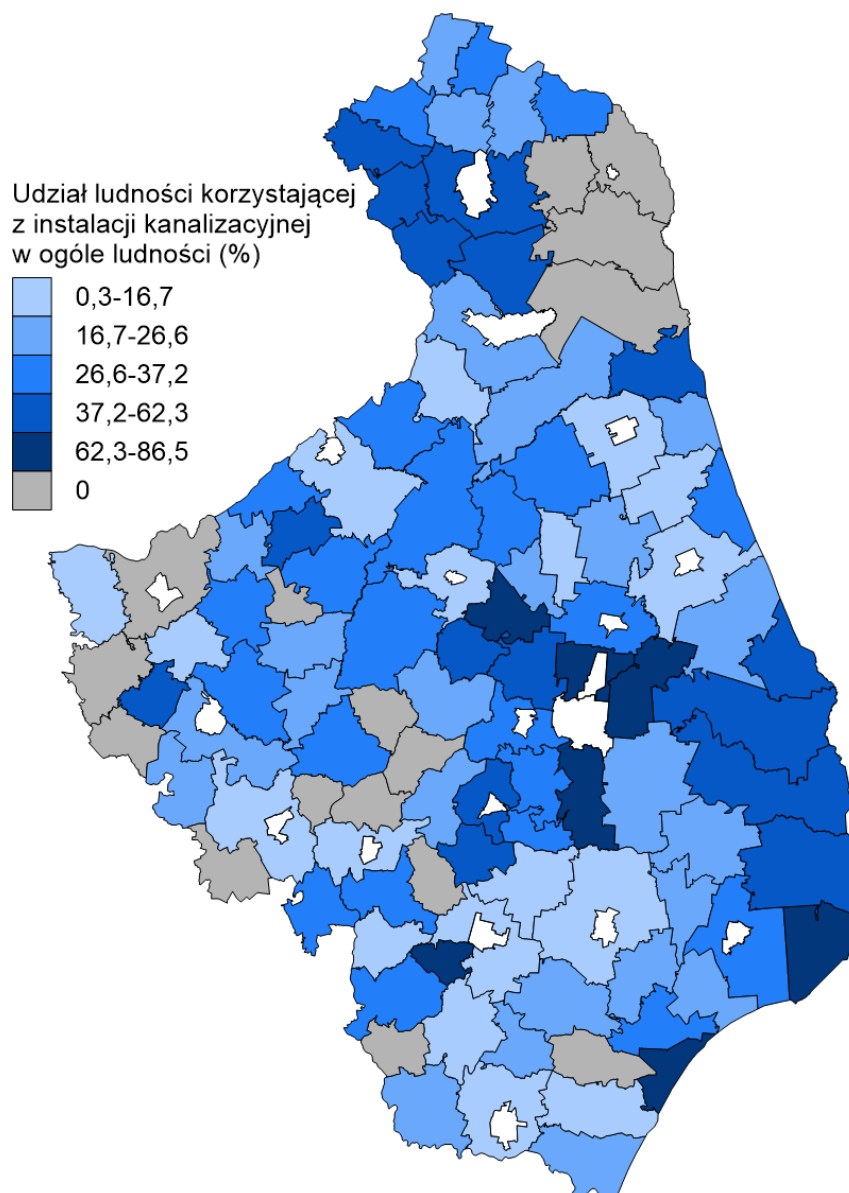 Udział ludności korzystającej
z instalacji kanalizacyjnej
w ogóle ludności (%)
0,3-16,7
16,7-26,6
26,6-37,2
37,2-62,3
62,3-86,5
0